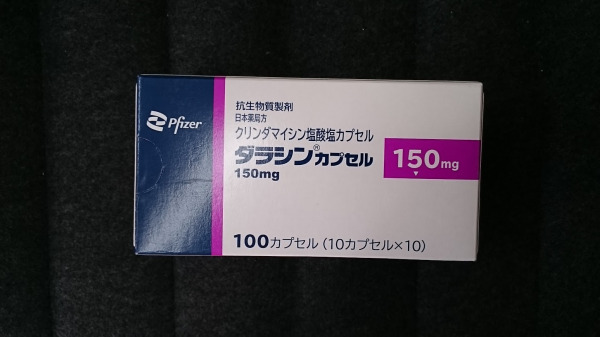 Pfizer
抗生物質製剤
日本薬局方
クリンダマイシン塩酸塩カプセル
ダラシン®カプセル
150mg
150mg
100カプセル（10カプセル×10）